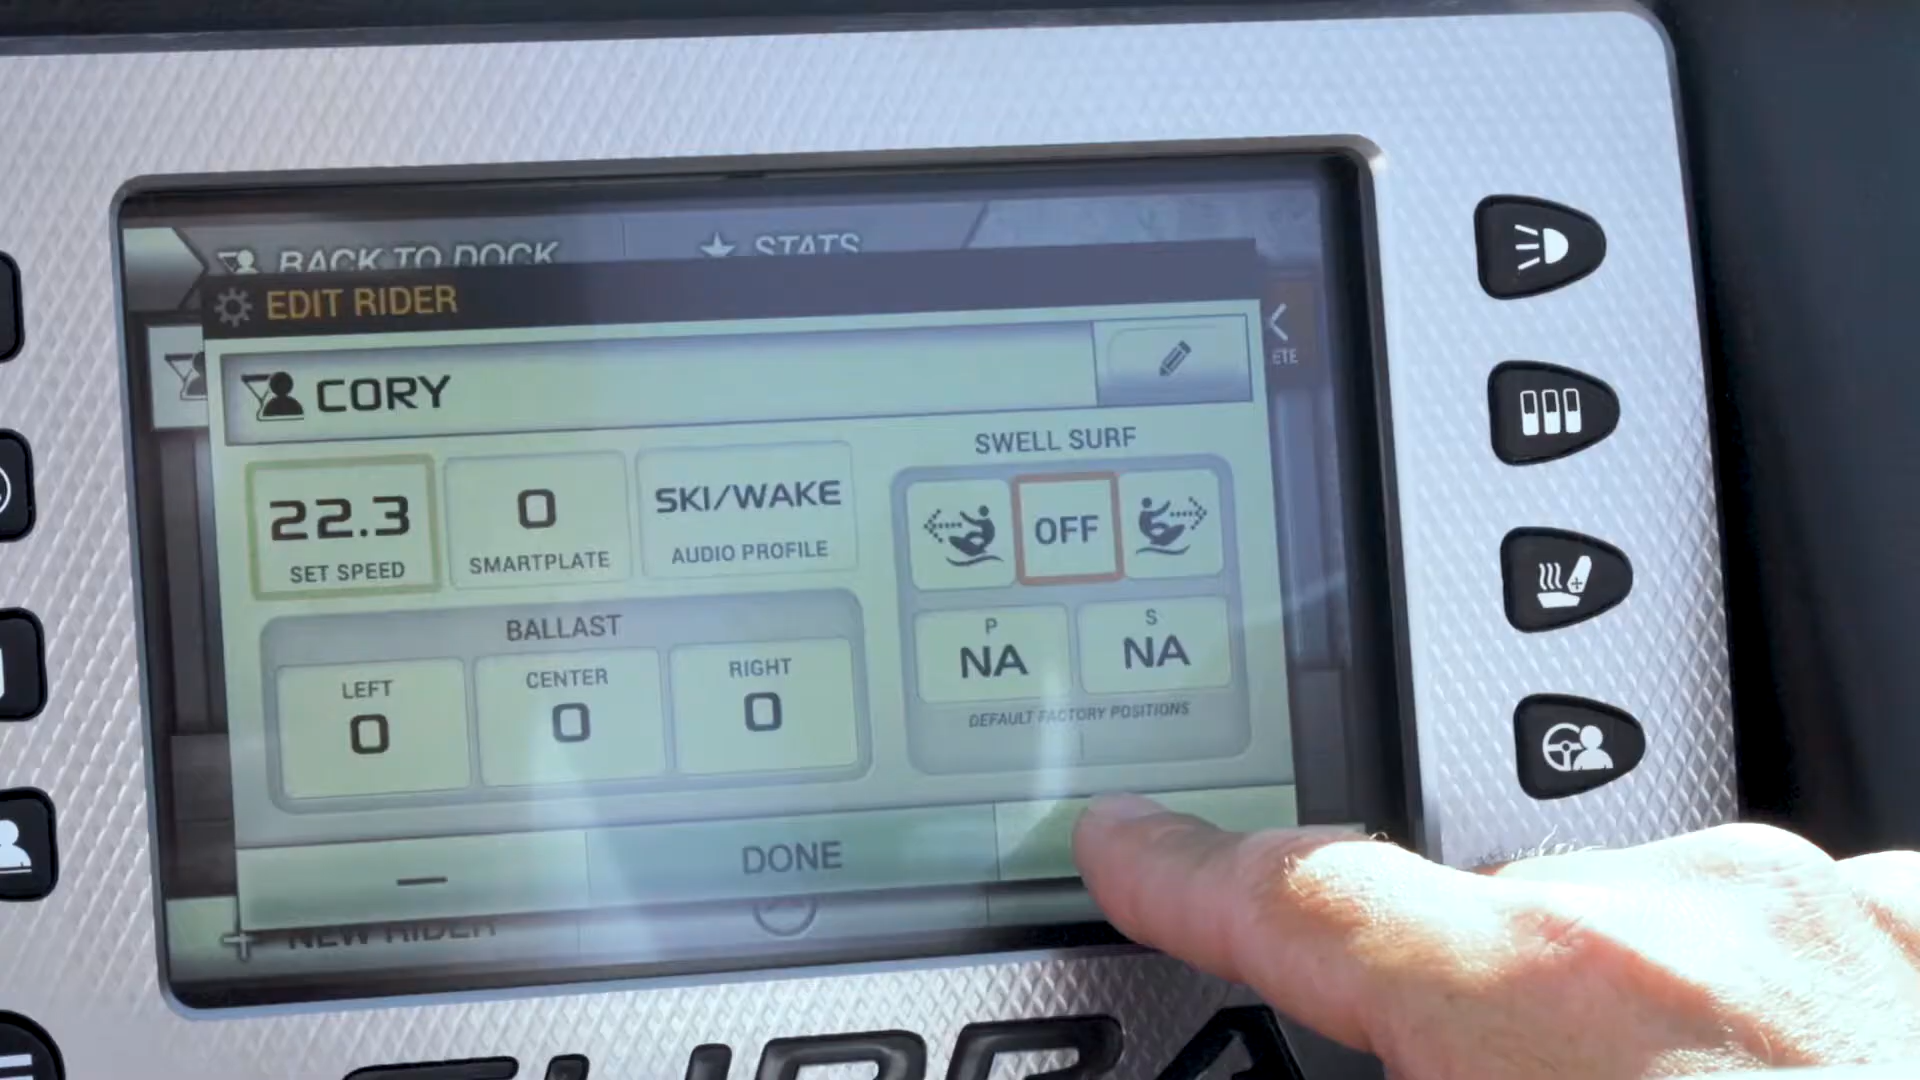 BACK TO DOCK
STATS
EDIT RIDER
CORY
ETE
22.3
SET SPEED
0
SMARTPLATE
SKI/WAKE
AUDIO PROFILE
SWELL SURF
OFF
P
NA
S
NA
DEFAULT FACTORY POSITIONS
BALLAST
LEFT
0
CENTER
0
RIGHT
0
— DONE
+ NEW RIDER
SUPRA